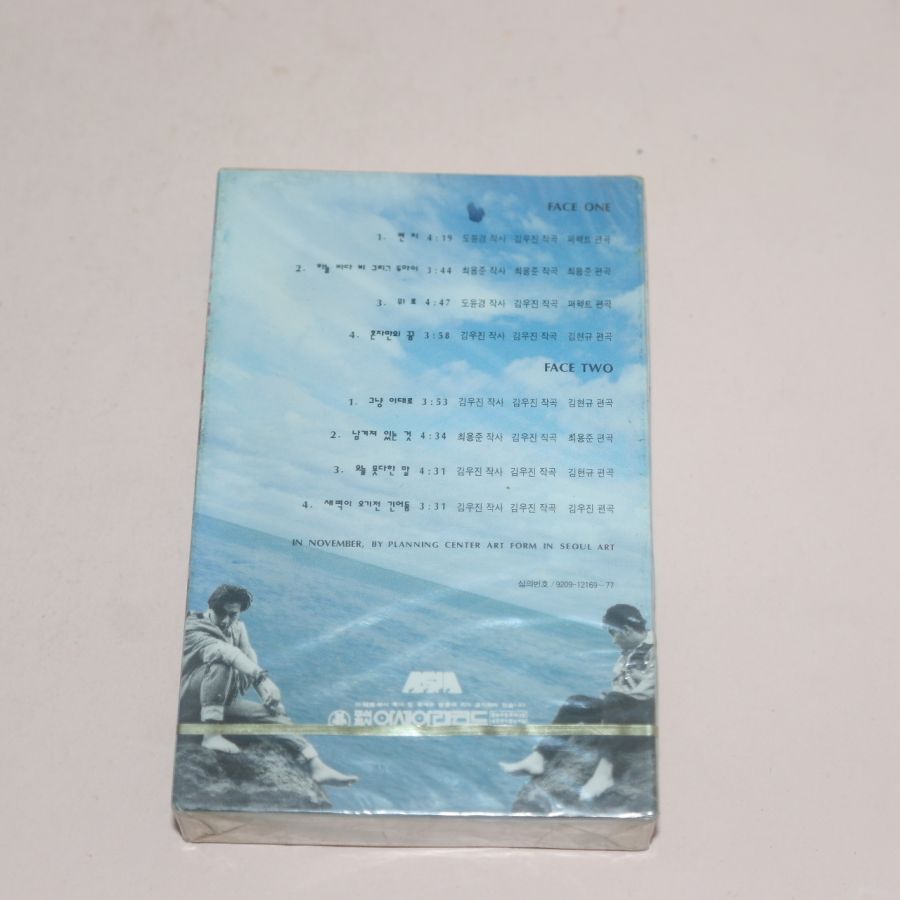 FACE ONE
1. 벤치 4:19 도윤경 작사 김우진 작곡 퍼펙트 편곡
2. 하늘 바다 비 그리고 둘마이 3:44 최용준 작사 최용준 작곡 최용준 편곡
3. 위로 4:47 도윤경 작사 김우진 작곡 퍼펙트 편곡
4. 혼자만의 꿈 3:58 김우진 작사 김우진 작곡 김현규 편곡
FACE TWO
1. 그냥 이대로 3:53 김우진 작사 김우진 작곡 김현규 편곡
2. 남겨져 있는 것 4:34 최용준 작사 김우진 작곡 최용준 편곡
3. 오늘 못다한 말 4:31 김우진 작사 김우진 작곡 김현규 편곡
4. 새벽이 오기전 긴어둠 3:31 김우진 작사 김우진 작곡 김우진 편곡
IN NOVEMBER, BY PLANNING CENTER ART FORM IN SEOUL ART
심의번호 / 9209-12169-77
ASIA